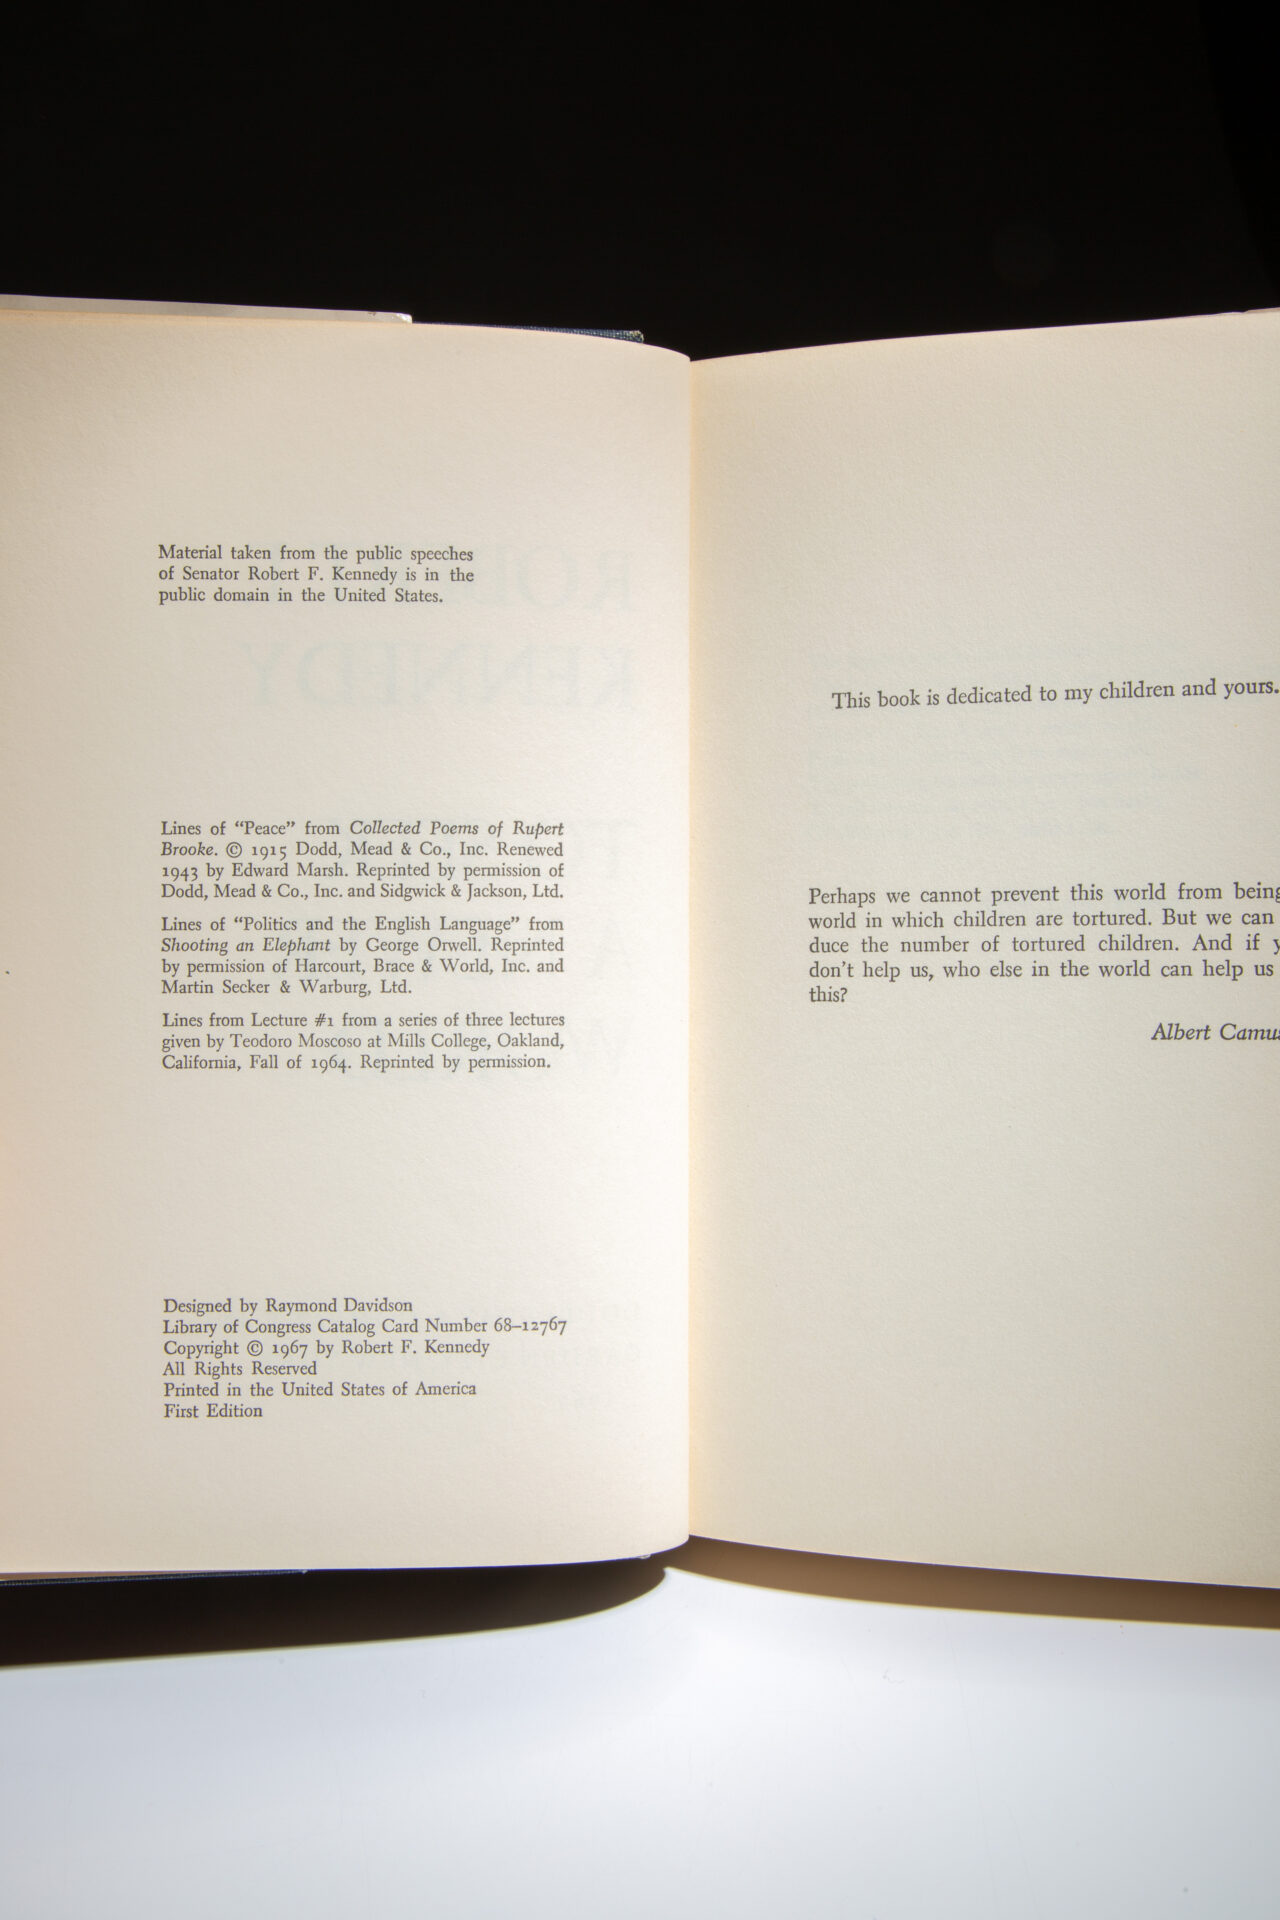 Material taken from the public speeches
of Senator Robert F. Kennedy is in the
public domain in the United States.
Lines of “Peace” from Collected Poems of Rupert
Brooke. © 1915 Dodd, Mead & Co., Inc. Renewed
1943 by Edward Marsh. Reprinted by permission of
Dodd, Mead & Co., Inc. and Sidgwick & Jackson, Ltd.
Lines of “Politics and the English Language” from
Shooting an Elephant by George Orwell. Reprinted
by permission of Harcourt, Brace & World, Inc. and
Martin Secker & Warburg, Ltd.
Lines from Lecture #1 from a series of three lectures
given by Teodoro Moscoso at Mills College, Oakland,
California, Fall of 1964. Reprinted by permission.
Designed by Raymond Davidson
Library of Congress Catalog Card Number 68–12767
Copyright © 1967 by Robert F. Kennedy
All Rights Reserved
Printed in the United States of America
First Edition
This book is dedicated to my children and yours.
Perhaps we cannot prevent this world from being
world in which children are tortured. But we can
duce the number of tortured children. And if
don’t help us, who else in the world can help us
this?
Albert Camus